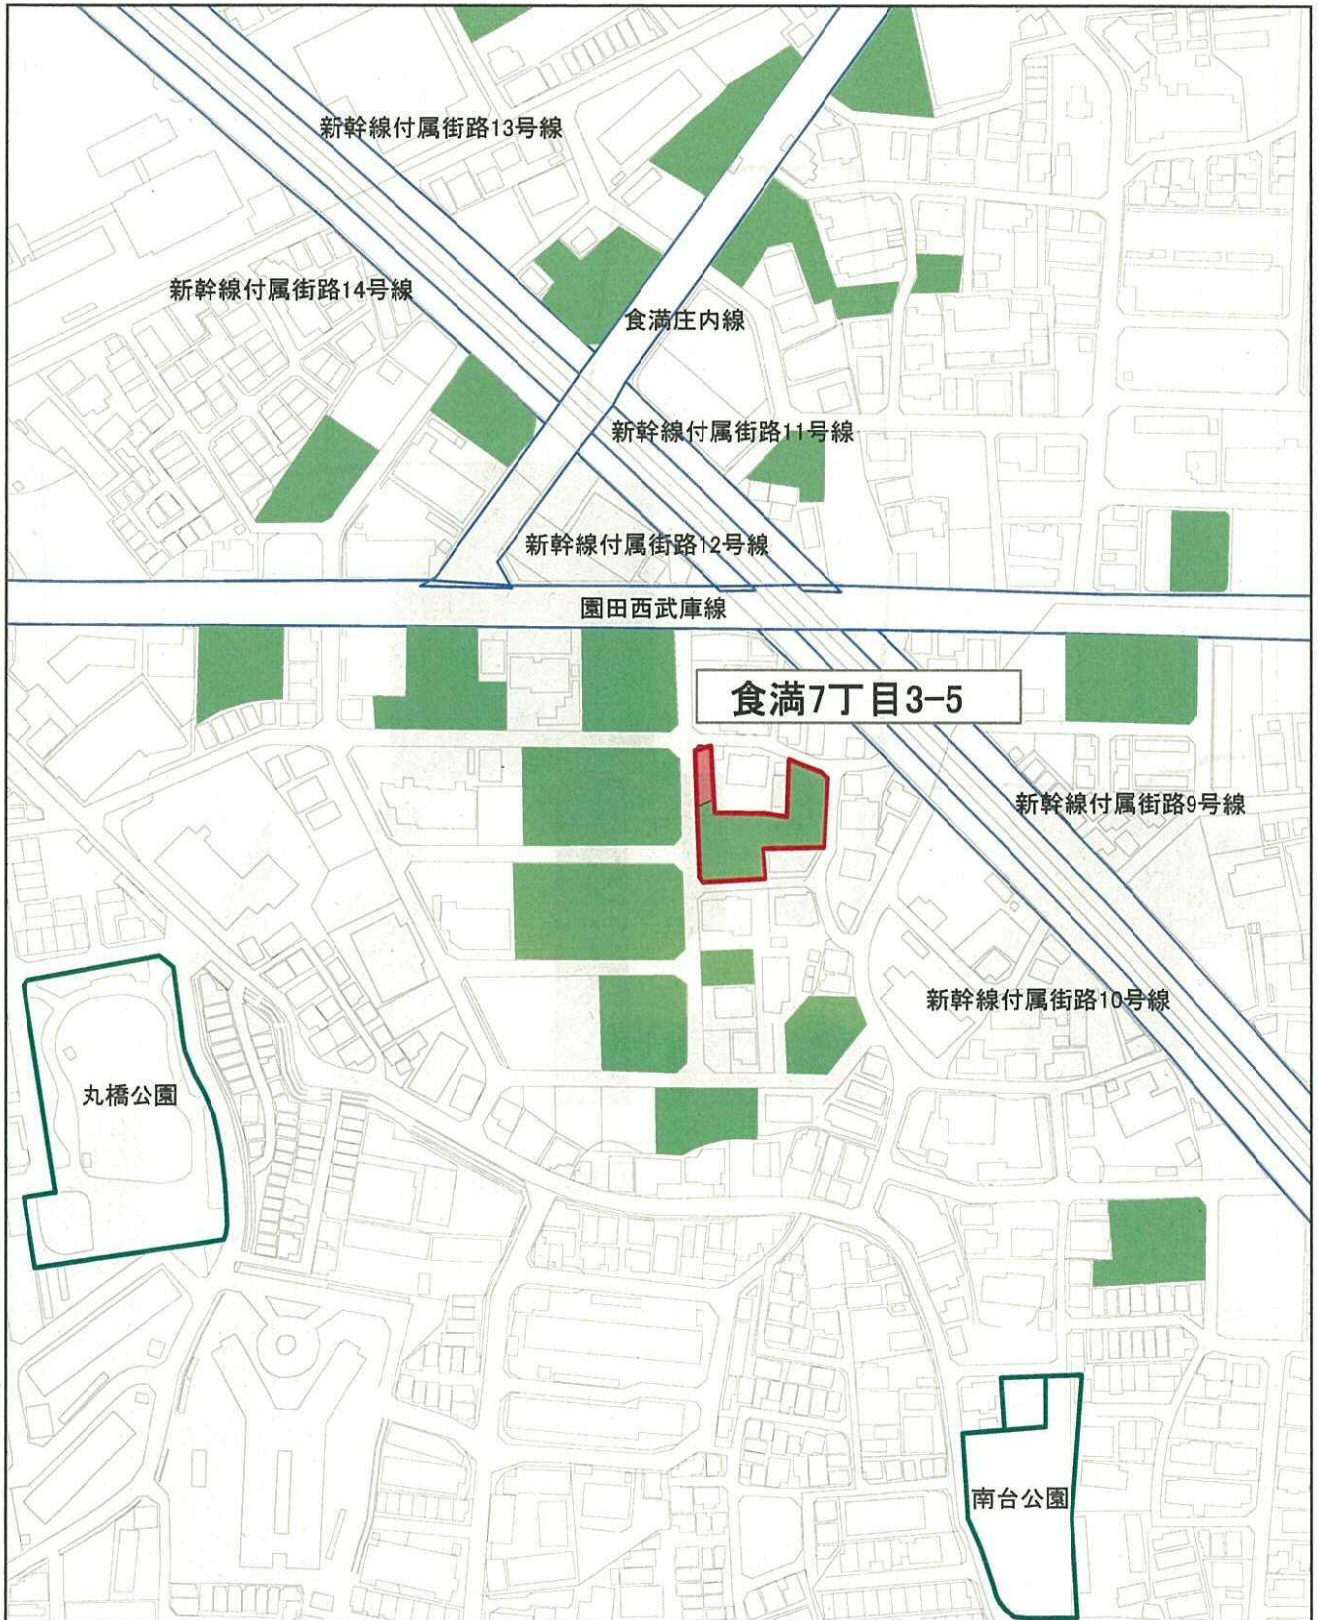 新幹線付属街路13号線
新幹線付属街路14号線
食満庄内線
新幹線付属街路11号線
新幹線付属街路12号線
園田西武庫線
食満7丁目3-5
新幹線付属街路9号線
新幹線付属街路10号線
丸橋公園
南台公園